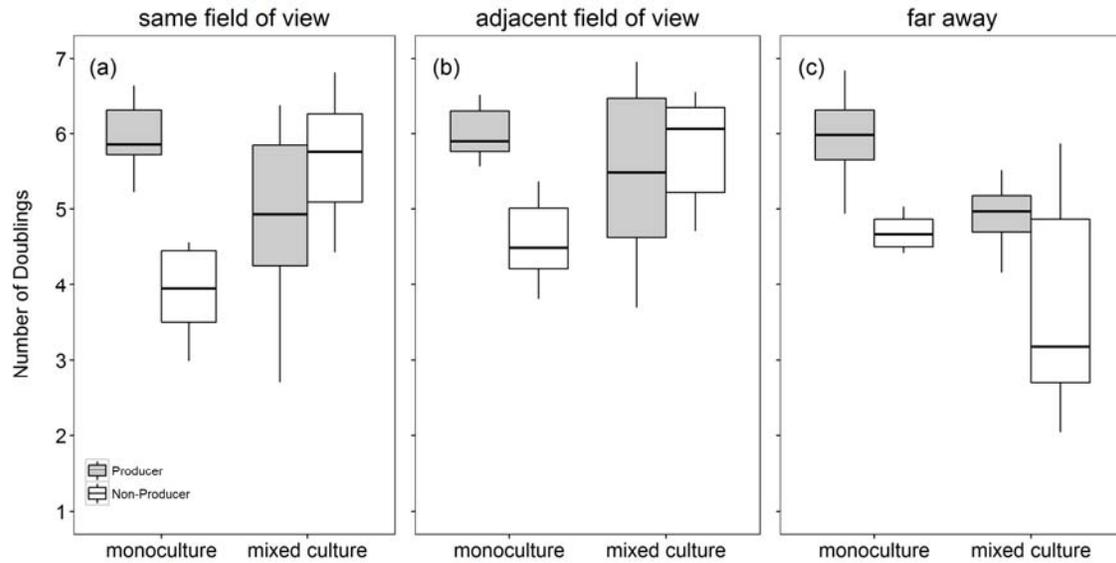 same field of view
adjacent field of view
far away
(a)
(b)
(c)
Number of Doublings
7
6
5
4
3
2
1
Producer
Non-Producer
monoculture
mixed culture
monoculture
mixed culture
monoculture
mixed culture